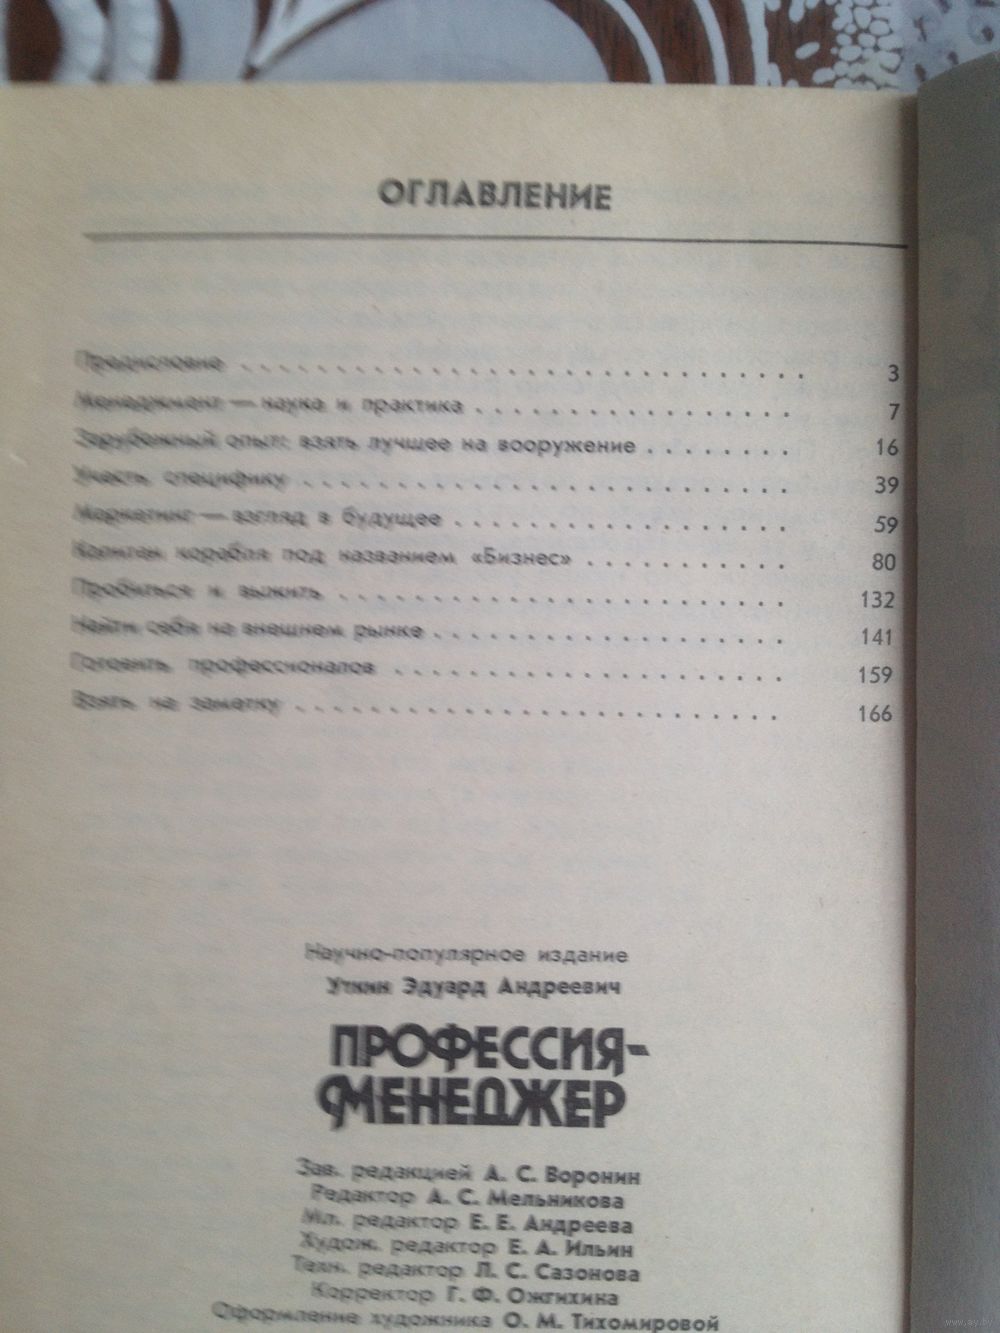 ОГЛАВЛЕНИЕ
Предисловие . . . . . . . . . . . . . . . . . . . . . . . . . . . . . . 3
Менеджмент — наука и практика . . . . . . . . . . . . . . . . . 7
Зарубежный опыт: взять лучшее на вооружение . . . . . . . . 16
Учесть специфику . . . . . . . . . . . . . . . . . . . . . . . . . . 39
Маркетинг — взгляд в будущее . . . . . . . . . . . . . . . . . . 59
Капитан корабля под названием «Бизнес» . . . . . . . . . . . 80
Пробиться и выжить . . . . . . . . . . . . . . . . . . . . . . . . 132
Найти себя на внешнем рынке . . . . . . . . . . . . . . . . . . . 141
Готовить профессионалов . . . . . . . . . . . . . . . . . . . . . 159
Взять на заметку . . . . . . . . . . . . . . . . . . . . . . . . . . 166
Научно-популярное издание
Уткин Эдуард Андреевич
ПРОФЕССИЯ-
МЕНЕДЖЕР
Зав. редакцией А. С. Воронин
Редактор А. С. Мельникова
Мл. редактор Е. Е. Андреева
Худож. редактор Е. А. Ильин
Техн. редактор Л. С. Сазонова
Корректор Г. Ф. Ожгихина
Оформление художника О. М. Тихомировой
www.ay.by